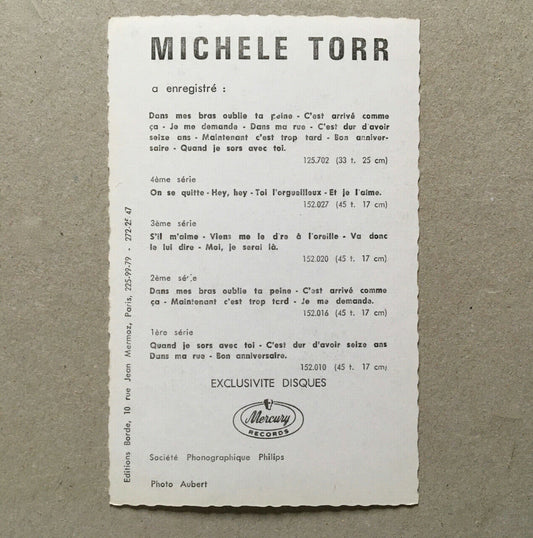 MICHELE TORR
a enregistré :
Dans mes bras oublie ta peine - C'est arrivé comme
ça - Je me demande - Dans ma rue - C'est dur d'avoir
seize ans - Maintenant c'est trop tard - Bon anniver-
saire - Quand je sors avec toi.
125.702 (33 t. 25 cm)
4ème série
On se quitte - Hey, hey - Toi l'orgueilleux - Et je l'aime.
152.027 (45 t. 17 cm)
3ème série
S'il m'aime - Viens me le dire à l'oreille - Va donc
le lui dire - Moi, je serai là.
152.020 (45 t. 17 cm)
2ème série
Dans mes bras oublie ta peine - C'est arrivé comme
ça - Maintenant c'est trop tard - Je me demande.
152.016 (45 t. 17 cm)
1ère série
Quand je sors avec toi - C'est dur d'avoir seize ans
Dans ma rue - Bon anniversaire.
152.010 (45 t. 17 cm)
EXCLUSIVITE DISQUES
Mercury
RECORDS
Société Phonographique Philips
Photo Aubert
Editions Borde, 10 rue Jean Mermoz, Paris, 225-99-79 - 272-25 47